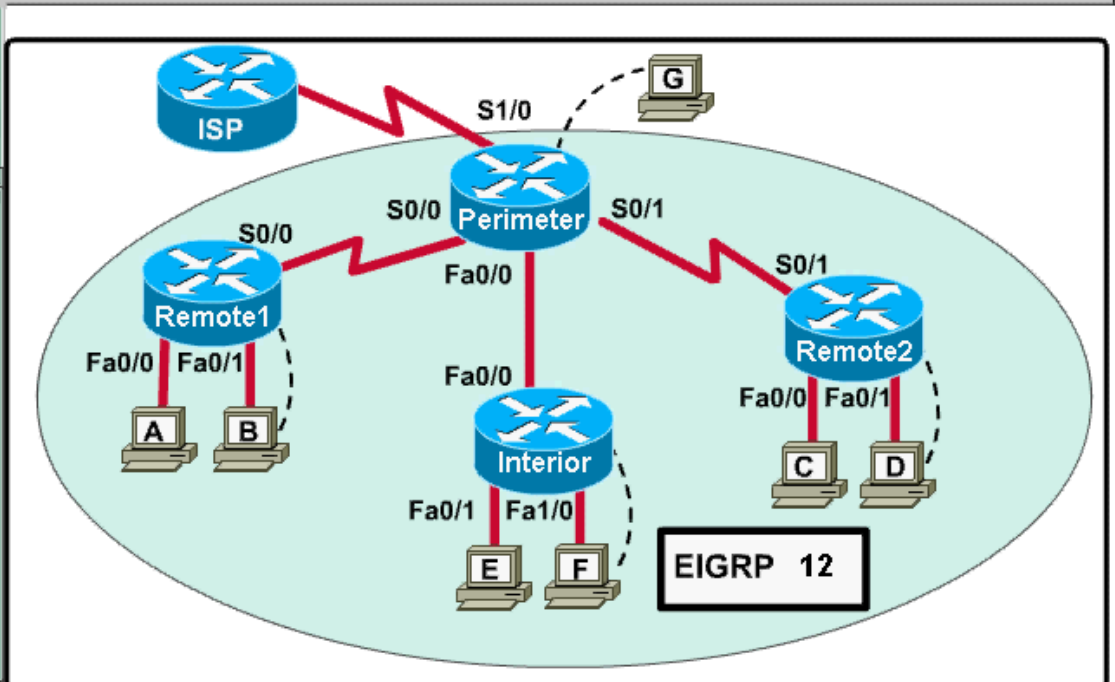 G
S1/0
ISP
S0/0
Perimeter
S0/1
S0/0
Fa0/0
S0/1
Remote1
Remote2
Fa0/0 Fa0/1
Fa0/0
Fa0/0 Fa0/1
A
B
Interior
C
D
Fa0/1 Fa1/0
E
F
EIGRP 12